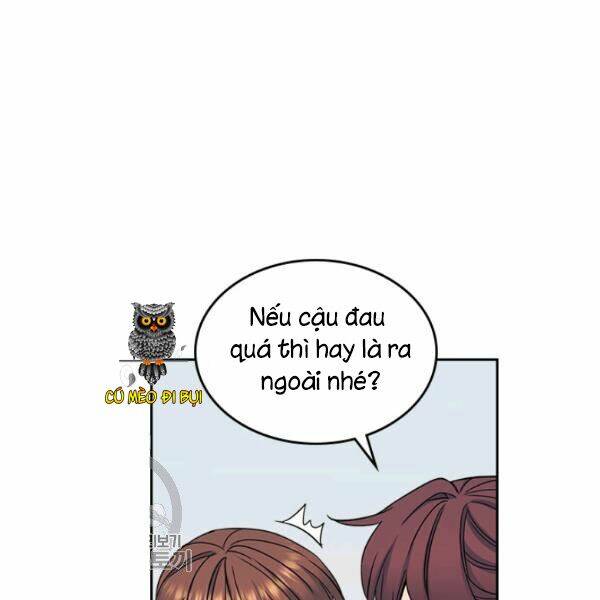 Nếu cậu đau
quá thì hay là ra
ngoài nhé?
CÚ MÈO ĐI BỤI